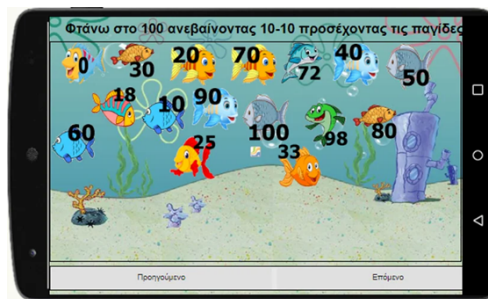 Φτάνω στο 100 ανεβαίνοντας 10-10 προσέχοντας τις παγίδες
0 30 20 70 72 40 50
18 10 90 100 98 80
60 25 33
Προηγούμενο Επόμενο